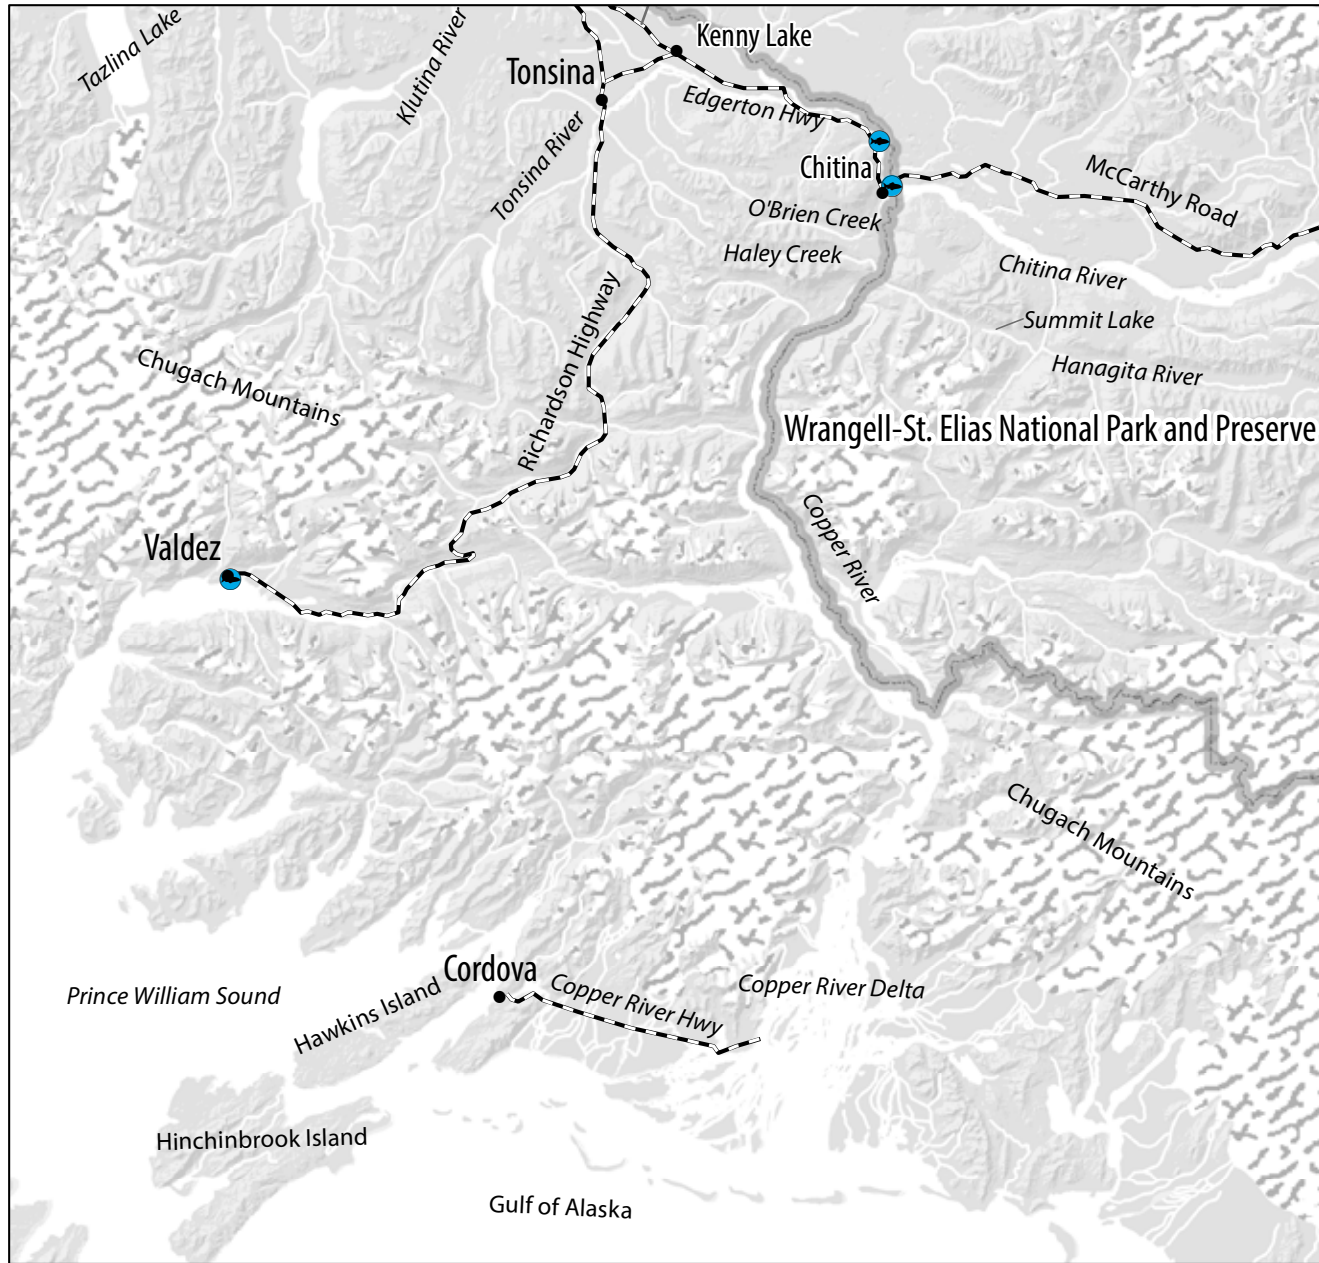 Tazlina Lake
Klutina River
Kenny Lake
Tonsina
Edgerton Hwy
Tonsina River
Chitina
McCarthy Road
O'Brien Creek
Haley Creek
Chitina River
Richardson Highway
Summit Lake
Chugach Mountains
Hanagita River
Wrangell-St. Elias National Park and Preserve
Copper River
Valdez
Chugach Mountains
Cordova
Copper River Delta
Prince William Sound
Hawkins Island
Copper River Hwy
Hinchinbrook Island
Gulf of Alaska